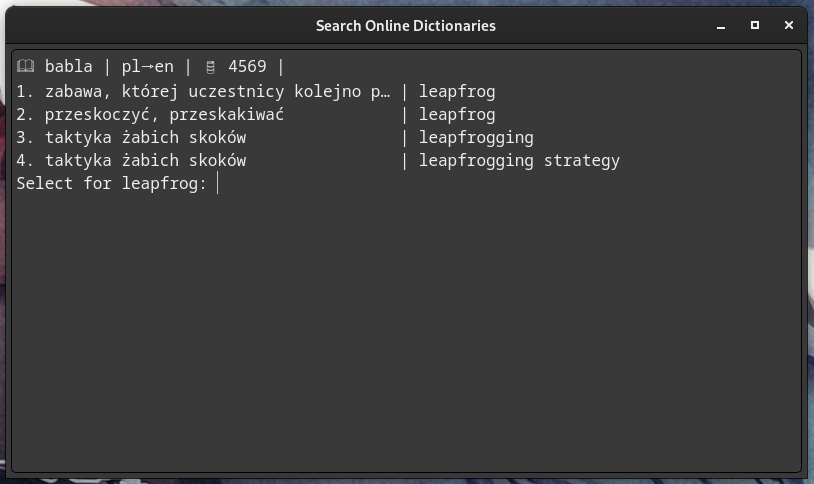 Search Online Dictionaries
🕮 babla | pl→en | 🛢 4569 |
1. zabawa, której uczestnicy kolejno p… | leapfrog
2. przeskoczyć, przeskakiwać | leapfrog
3. taktyka żabich skoków | leapfrogging
4. taktyka żabich skoków | leapfrogging strategy
Select for leapfrog: